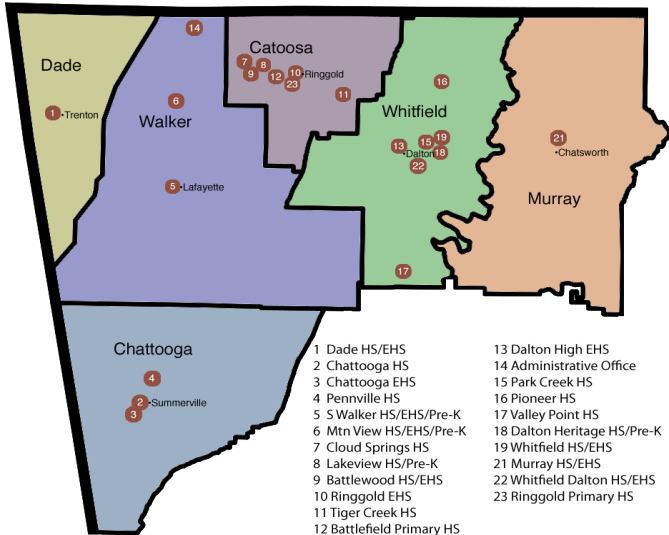 14
Catoosa
Dade
7
8
9
12
10
Ringgold
23
11
16
6
1
Trenton
Walker
Whitfield
13
Dalton
15
19
18
22
21
Chatsworth
5
Lafayette
Murray
17
Chattooga
4
2
Summerville
3
1 Dade HS/EHS
2 Chattooga HS
3 Chattooga EHS
4 Pennville HS
5 S Walker HS/EHS/Pre-K
6 Mtn View HS/EHS/Pre-K
7 Cloud Springs HS
8 Lakeview HS/Pre-K
9 Battlewood HS/EHS
10 Ringgold EHS
11 Tiger Creek HS
12 Battlefield Primary HS
13 Dalton High EHS
14 Administrative Office
15 Park Creek HS
16 Pioneer HS
17 Valley Point HS
18 Dalton Heritage HS/Pre-K
19 Whitfield HS/EHS
21 Murray HS/EHS
22 Whitfield Dalton HS/EHS
23 Ringgold Primary HS